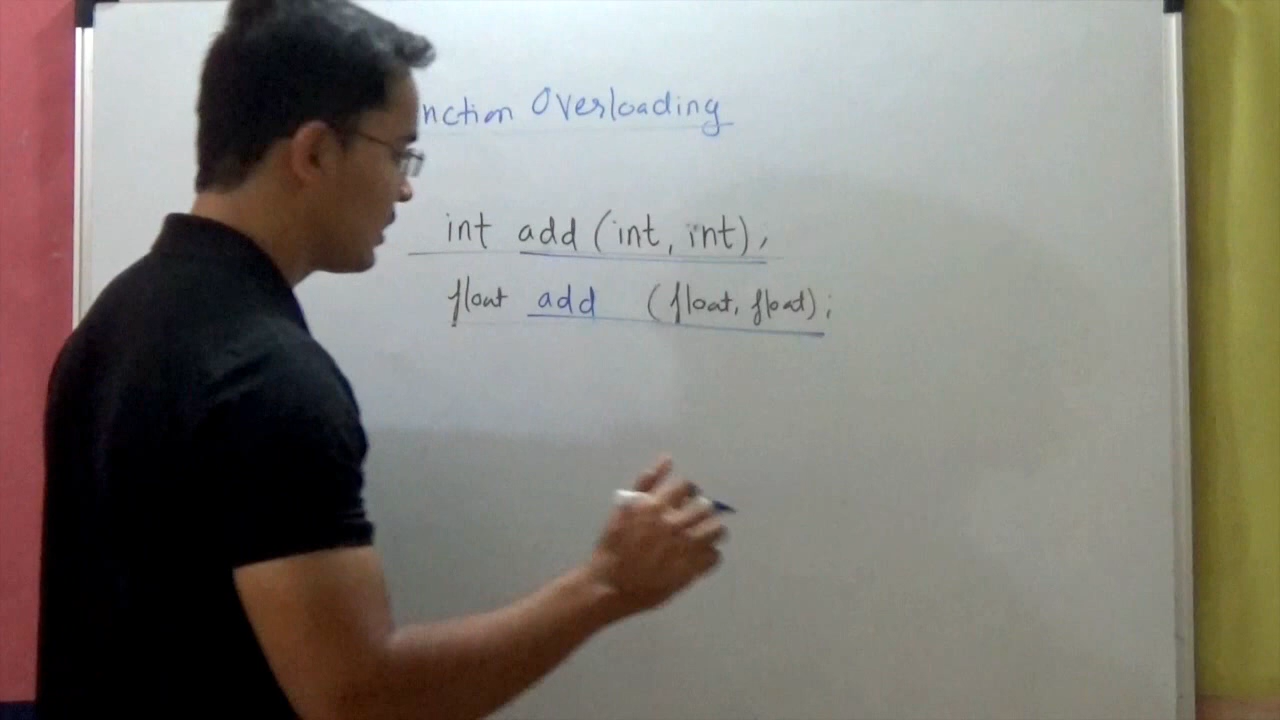 nction Overloading
int add (int, int);
float add (float, float);